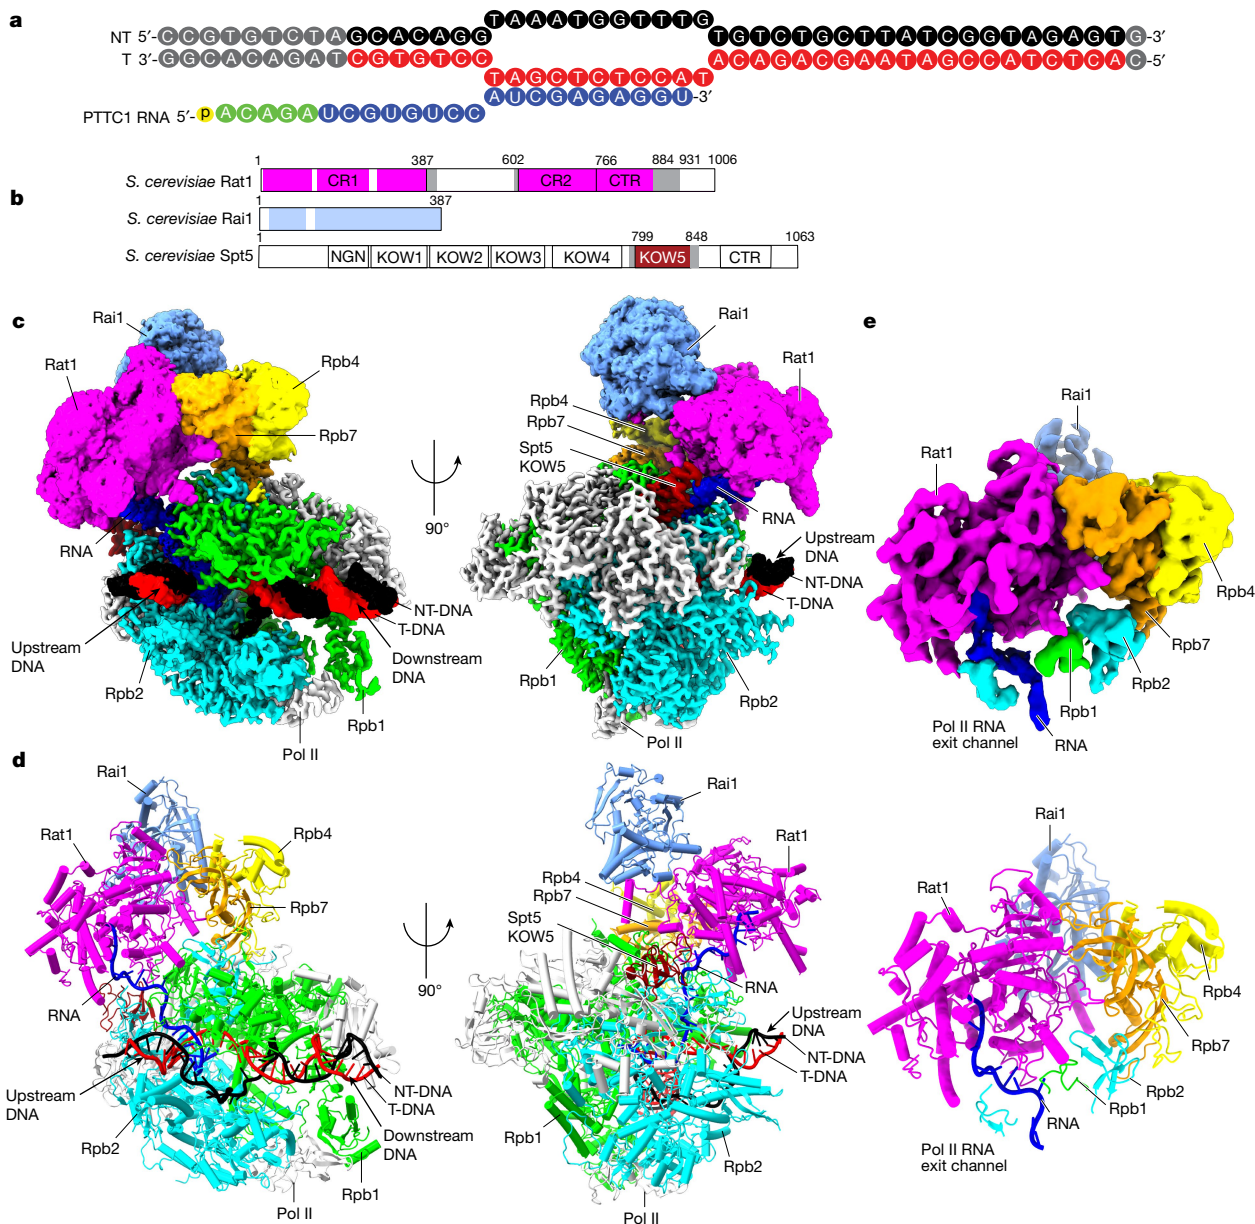 a
TAAATGGTTTG
NT 5′-CCGTGTCTAGCACAGG TGTCTGCTTATCGGTAGAGTG-3′
T 3′-GGCACAGATCGTGTCC ACAGACGAATAGCCATCTCAC-5′
TAGCTCTCCAT
AUCGAGAGGU-3′
PTTC1 RNA 5′-pACAGAUCGUGUCC
b
1 387 602 766 884 931 1006
S. cerevisiae Rat1 CR1 CR2 CTR
1 387
S. cerevisiae Rai1
1 799 848 1063
S. cerevisiae Spt5 NGN KOW1 KOW2 KOW3 KOW4 KOW5 CTR
c
Rai1
Rat1
Rpb4
Rpb7
RNA
NT-DNA
T-DNA
Upstream
DNA
Downstream
DNA
Rpb2
Rpb1
Pol II
90°
Rai1
Rat1
Rpb4
Rpb7
Spt5
KOW5
RNA
Upstream
DNA
NT-DNA
T-DNA
Rpb1
Rpb2
Pol II
e
Rai1
Rat1
Rpb4
Rpb7
Rpb2
Rpb1
Pol II RNA
exit channel
RNA
d
Rai1
Rat1
Rpb4
Rpb7
RNA
Upstream
DNA
NT-DNA
T-DNA
Downstream
DNA
Rpb2
Rpb1
Pol II
90°
Rai1
Rat1
Rpb4
Rpb7
Spt5
KOW5
RNA
Upstream
DNA
NT-DNA
T-DNA
Rpb1
Rpb2
Pol II
Rai1
Rat1
Rpb4
Rpb7
Rpb2
Rpb1
RNA
Pol II RNA
exit channel